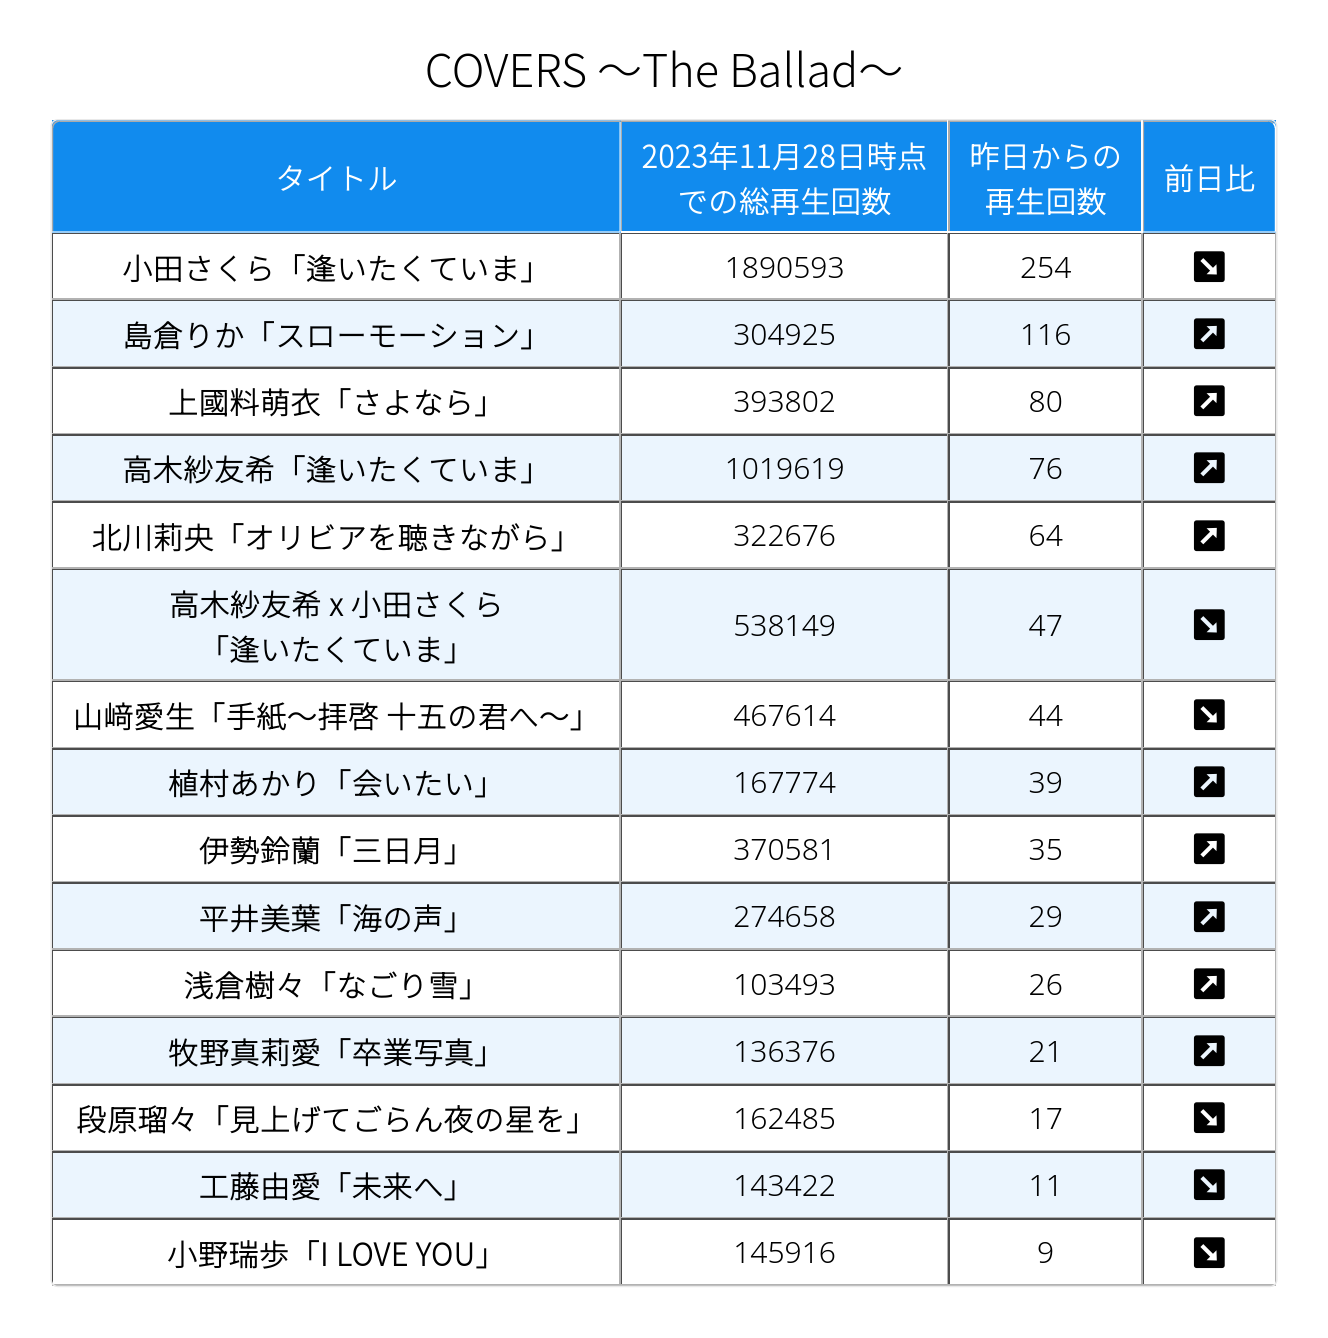 COVERS ～The Ballad～
タイトル 2023年11月28日時点での総再生回数 昨日からの再生回数 前日比
小田さくら「逢いたくていま」 1890593 254 ↘
島倉りか「スローモーション」 304925 116 ↗
上國料萌衣「さよなら」 393802 80 ↗
高木紗友希「逢いたくていま」 1019619 76 ↗
北川莉央「オリビアを聴きながら」 322676 64 ↗
高木紗友希 x 小田さくら「逢いたくていま」 538149 47 ↘
山﨑愛生「手紙～拝啓 十五の君へ～」 467614 44 ↘
植村あかり「会いたい」 167774 39 ↗
伊勢鈴蘭「三日月」 370581 35 ↗
平井美葉「海の声」 274658 29 ↗
浅倉樹々「なごり雪」 103493 26 ↗
牧野真莉愛「卒業写真」 136376 21 ↗
段原瑠々「見上げてごらん夜の星を」 162485 17 ↘
工藤由愛「未来へ」 143422 11 ↘
小野瑞歩「I LOVE YOU」 145916 9 ↘